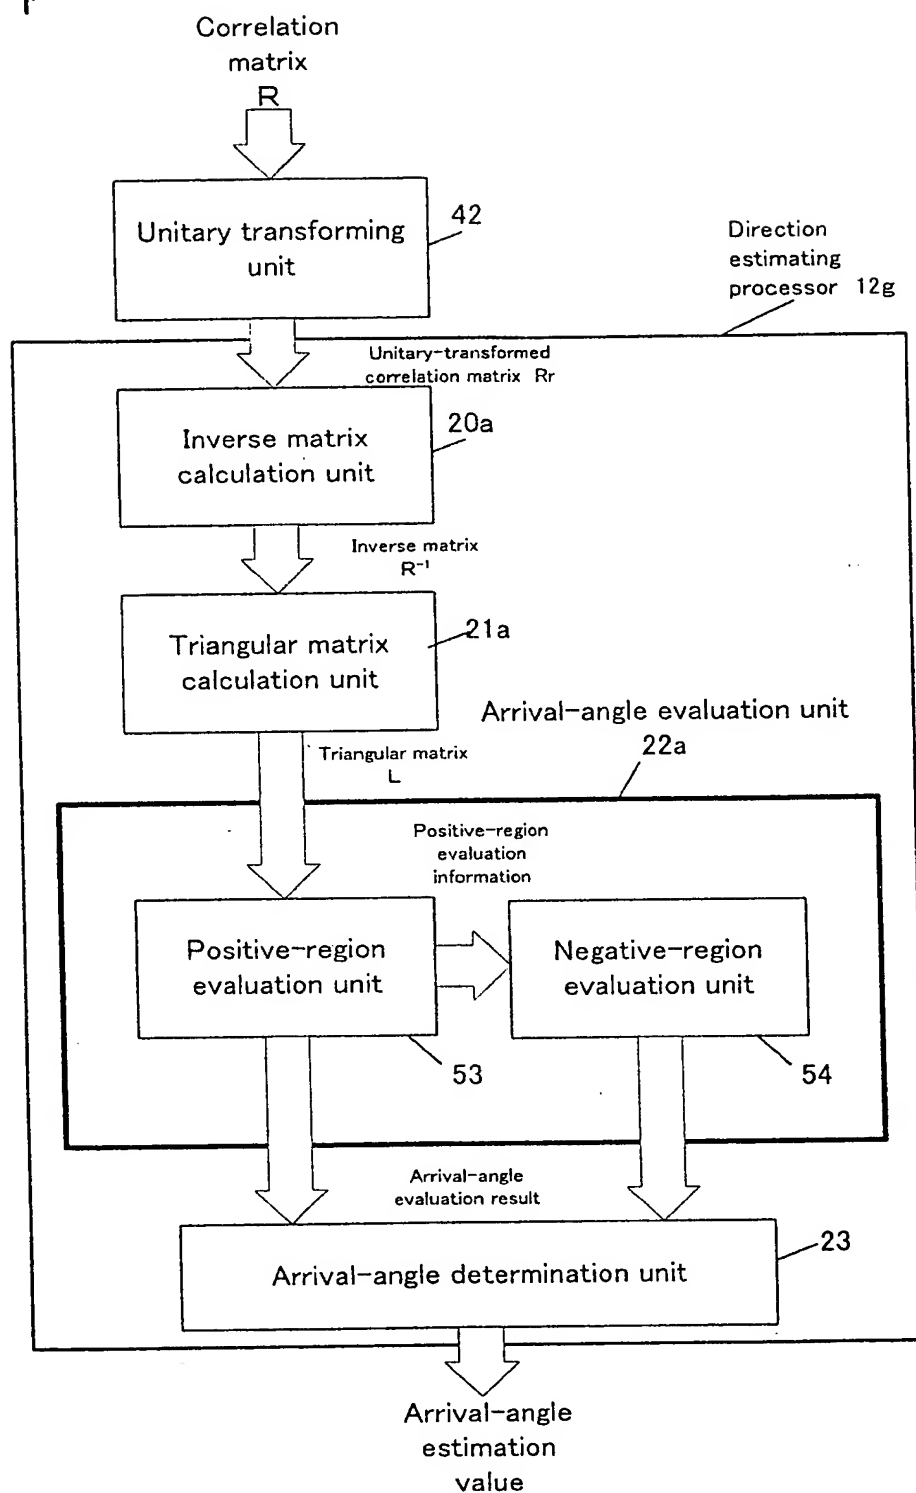 Correlation
matrix
R
Unitary transforming
unit
42
Direction
estimating
processor 12g
Unitary-transformed
correlation matrix Rr
Inverse matrix
calculation unit
20a
Inverse matrix
R⁻¹
Triangular matrix
calculation unit
21a
Arrival-angle evaluation unit
22a
Triangular matrix
L
Positive-region
evaluation
information
Positive-region
evaluation unit
Negative-region
evaluation unit
53
54
Arrival-angle
evaluation result
Arrival-angle determination unit
23
Arrival-angle
estimation
value